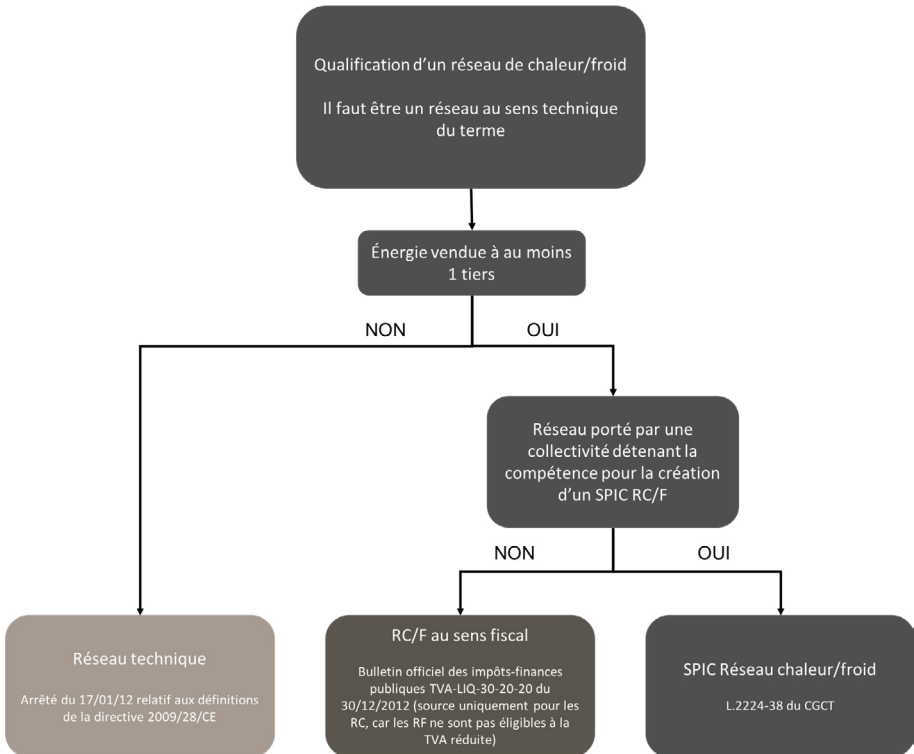 Qualification d'un réseau de chaleur/froid
Il faut être un réseau au sens technique
du terme
Énergie vendue à au moins
1 tiers
NON
OUI
Réseau porté par une
collectivité détenant la
compétence pour la création
d'un SPIC RC/F
NON
OUI
Réseau technique
Arrêté du 17/01/12 relatif aux définitions
de la directive 2009/28/CE
RC/F au sens fiscal
Bulletin officiel des impôts-finances
publiques TVA-LIQ-30-20-20 du
30/12/2012 (source uniquement pour les
RC, car les RF ne sont pas éligibles à la
TVA réduite)
SPIC Réseau chaleur/froid
L.2224-38 du CGCT